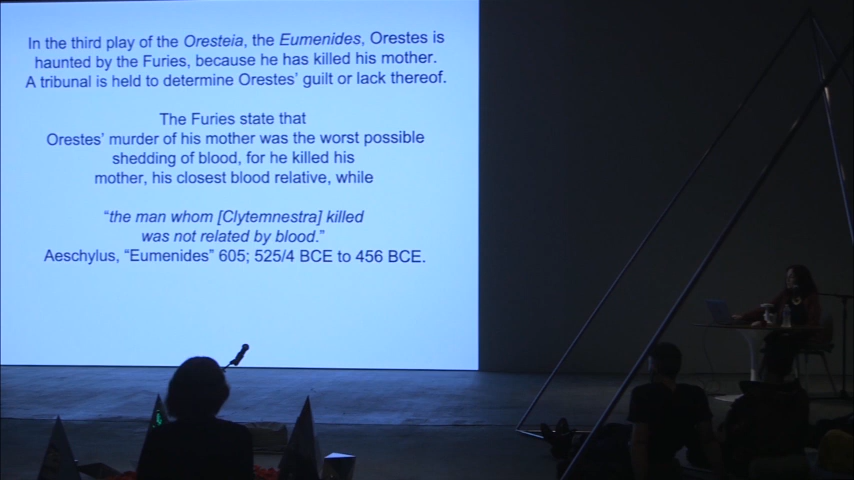 In the third play of the Oresteia, the Eumenides, Orestes is
haunted by the Furies, because he has killed his mother.
A tribunal is held to determine Orestes' guilt or lack thereof.
The Furies state that
Orestes' murder of his mother was the worst possible
shedding of blood, for he killed his
mother, his closest blood relative, while
“the man whom [Clytemnestra] killed
was not related by blood.”
Aeschylus, “Eumenides” 605; 525/4 BCE to 456 BCE.